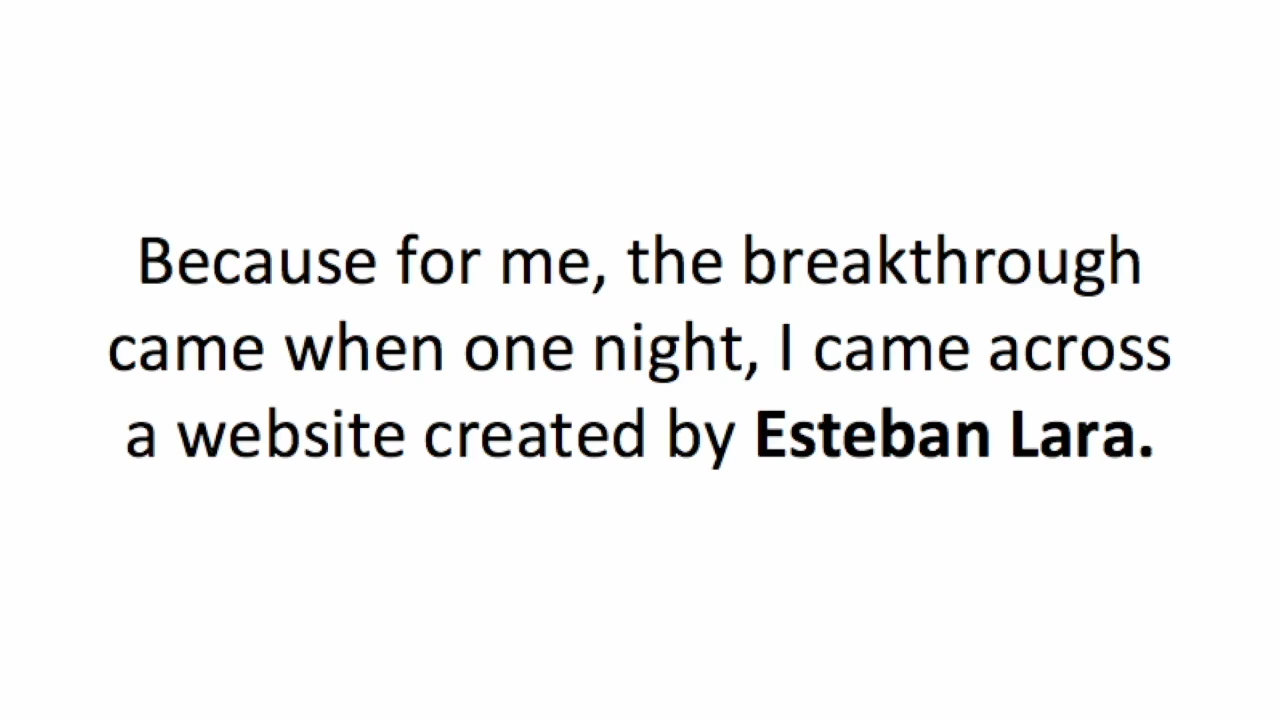 Because for me, the breakthrough
came when one night, I came across
a website created by Esteban Lara.